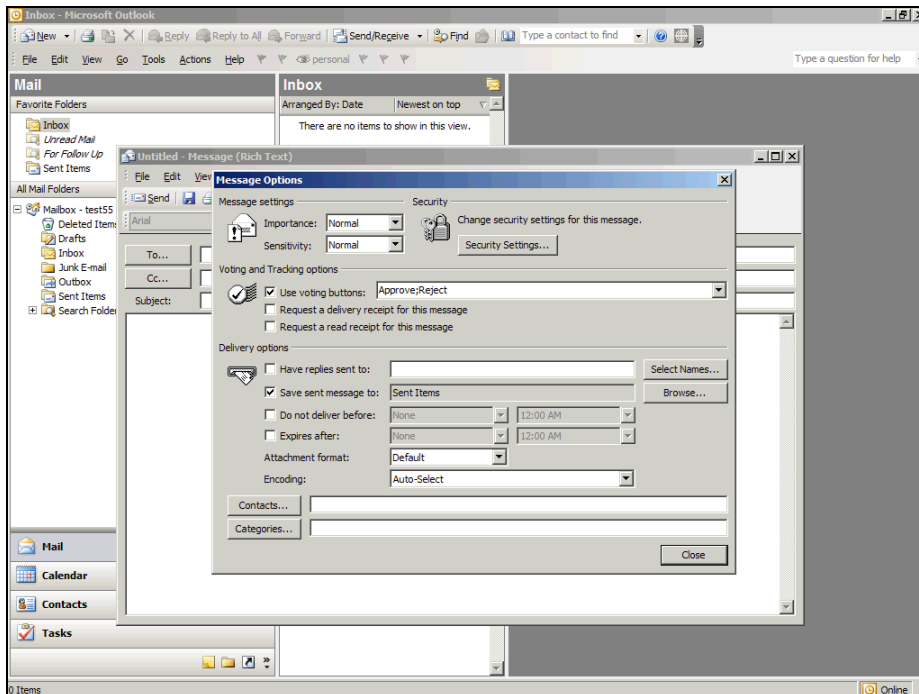 Inbox - Microsoft Outlook
New Reply Reply to All Forward Send/Receive Find Type a contact to find
File Edit View Go Tools Actions Help personal Type a question for help
Mail
Favorite Folders
Inbox
Unread Mail
For Follow Up
Sent Items
All Mail Folders
Mailbox - test55
Deleted Items
Drafts
Inbox
Junk E-mail
Outbox
Sent Items
Search Folde
Mail
Calendar
Contacts
Tasks
0 Items
Online
Inbox
Arranged By: Date Newest on top
There are no items to show in this view.
Untitled - Message (Rich Text)
File Edit View
Send
Arial
To...
Cc...
Subject:
Message Options
Message settings
Importance: Normal
Sensitivity: Normal
Security
Change security settings for this message.
Security Settings...
Voting and Tracking options
Use voting buttons: Approve;Reject
Request a delivery receipt for this message
Request a read receipt for this message
Delivery options
Have replies sent to: Select Names...
Save sent message to: Sent Items Browse...
Do not deliver before: None 12:00 AM
Expires after: None 12:00 AM
Attachment format: Default
Encoding: Auto-Select
Contacts...
Categories...
Close